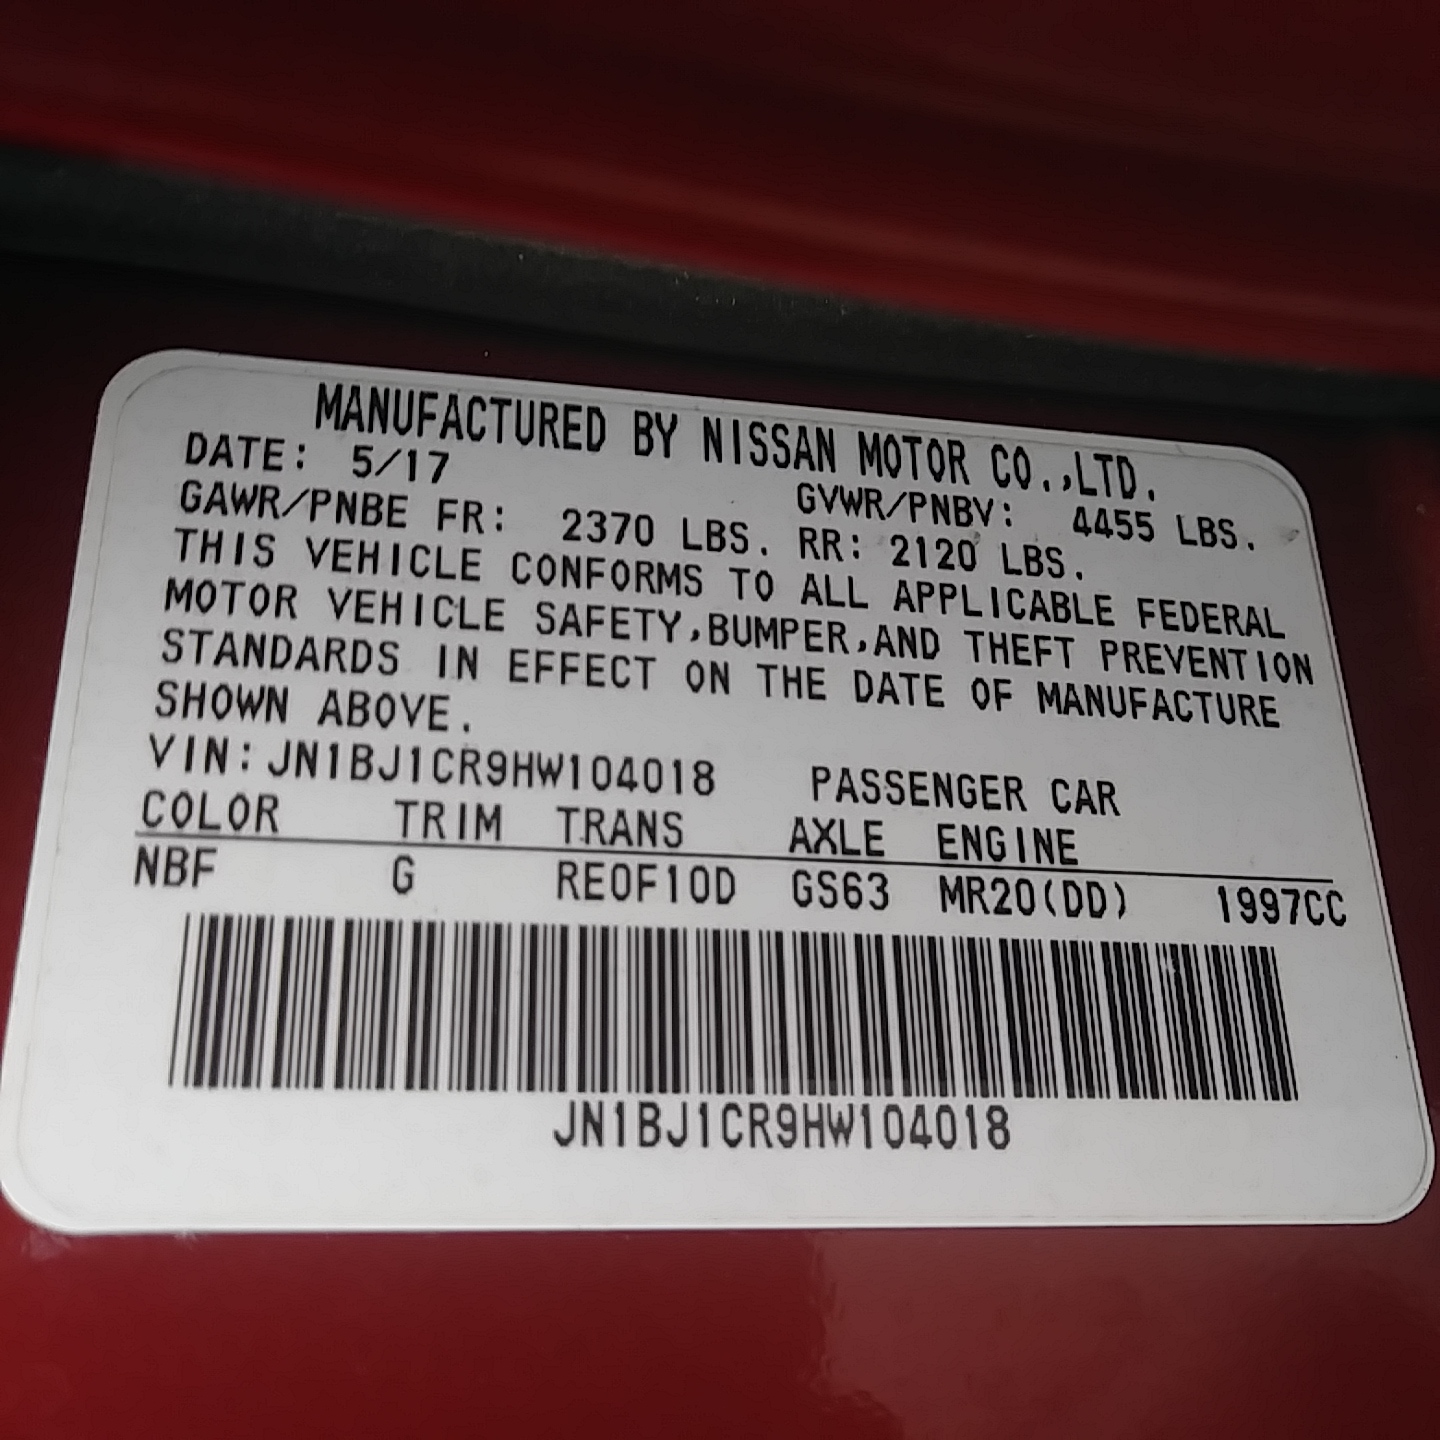 MANUFACTURED BY NISSAN MOTOR CO.,LTD.
DATE: 5/17 GVWR/PNBV: 4455 LBS.
GAWR/PNBE FR: 2370 LBS. RR: 2120 LBS.
THIS VEHICLE CONFORMS TO ALL APPLICABLE FEDERAL
MOTOR VEHICLE SAFETY,BUMPER,AND THEFT PREVENTION
STANDARDS IN EFFECT ON THE DATE OF MANUFACTURE
SHOWN ABOVE.
VIN:JN1BJ1CR9HW104018 PASSENGER CAR
COLOR TRIM TRANS AXLE ENGINE
NBF G RE0F10D GS63 MR20(DD) 1997CC
JN1BJ1CR9HW104018